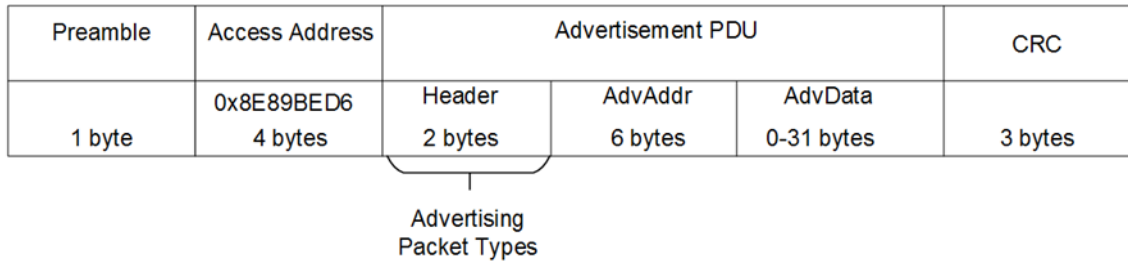 Preamble
Access Address
Advertisement PDU
CRC
0x8E89BED6
Header
AdvAddr
AdvData
1 byte
4 bytes
2 bytes
6 bytes
0-31 bytes
3 bytes
Advertising
Packet Types